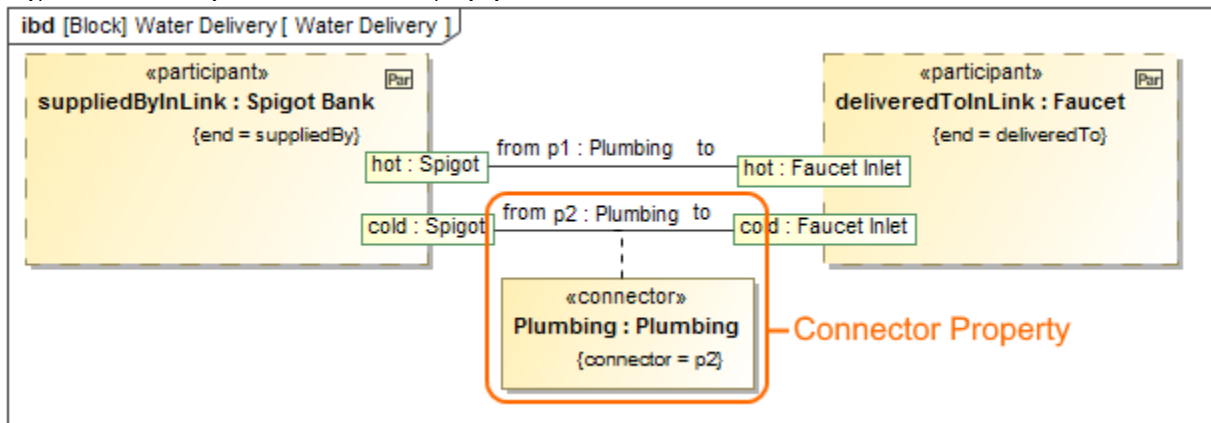 ibd [Block] Water Delivery [ Water Delivery ]
«participant»
Par
suppliedByInLink : Spigot Bank
{end = suppliedBy}
«participant»
Par
deliveredToInLink : Faucet
{end = deliveredTo}
hot : Spigot
from p1 : Plumbing to
hot : Faucet Inlet
cold : Spigot
from p2 : Plumbing to
cold : Faucet Inlet
«connector»
Plumbing : Plumbing
{connector = p2}
Connector Property